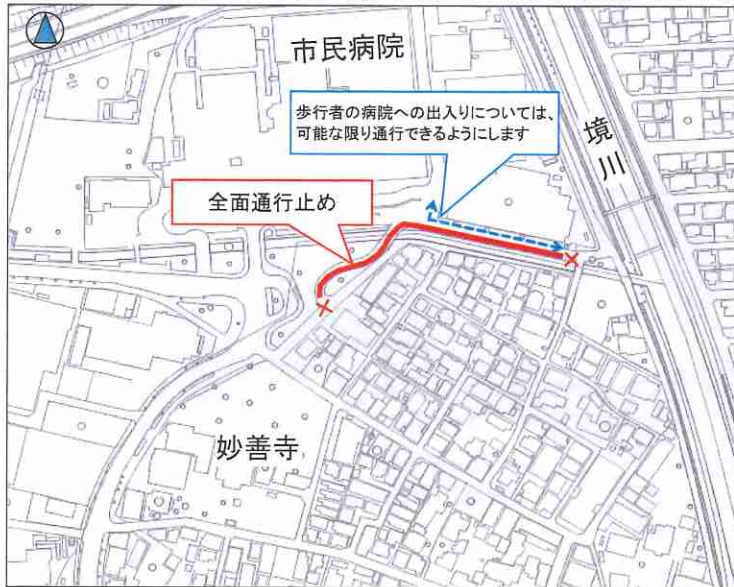 市民病院
歩行者の病院への出入りについては、
可能な限り通行できるようにします
境川
全面通行止め
妙善寺